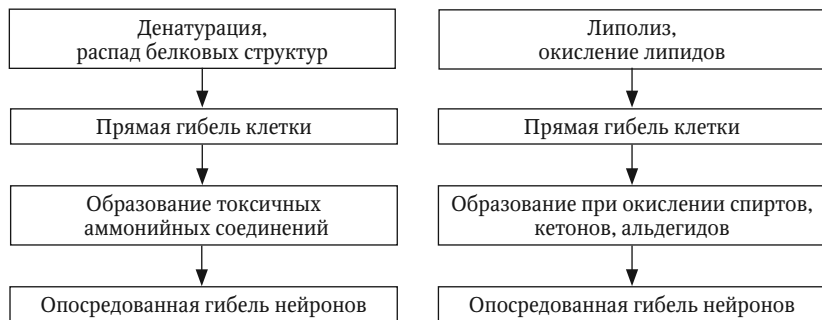 Денатурация,
распад белковых структур
Прямая гибель клетки
Образование токсичных
аммонийных соединений
Опосредованная гибель нейронов
Липолиз,
окисление липидов
Прямая гибель клетки
Образование при окислении спиртов,
кетонов, альдегидов
Опосредованная гибель нейронов